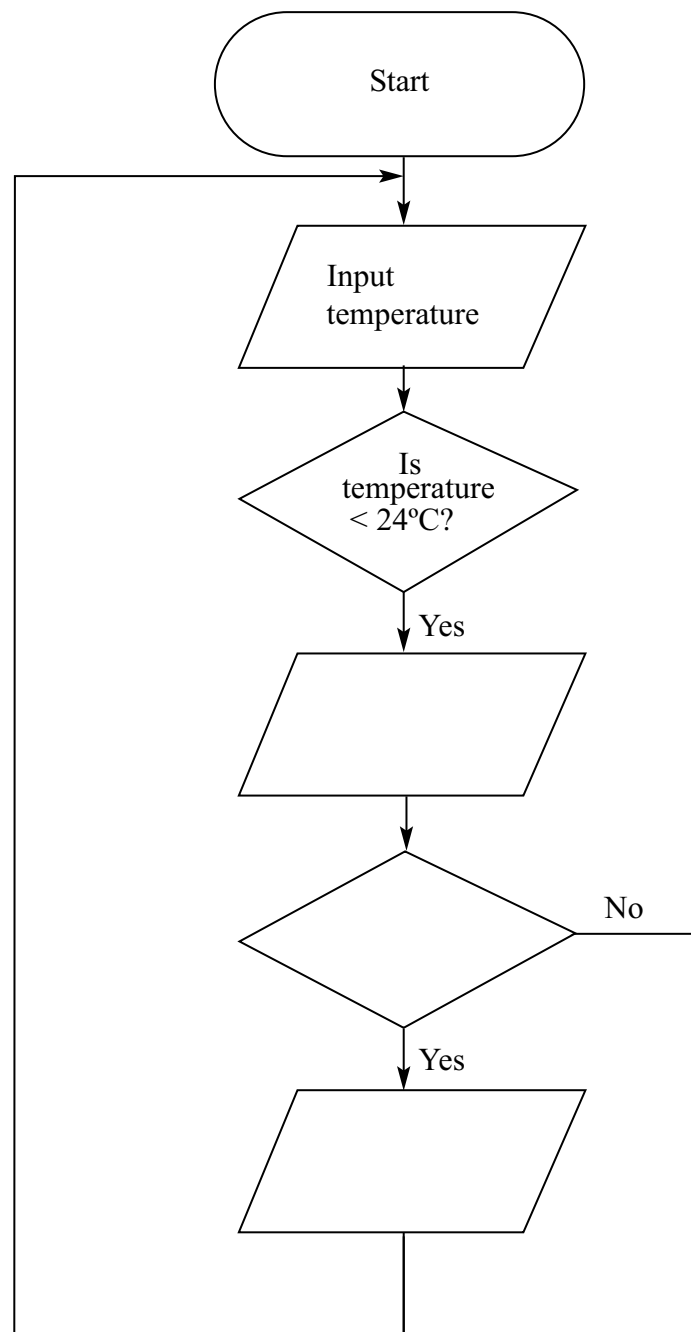 Start
Input
temperature
Is
temperature
< 24ºC?
Yes
No
Yes